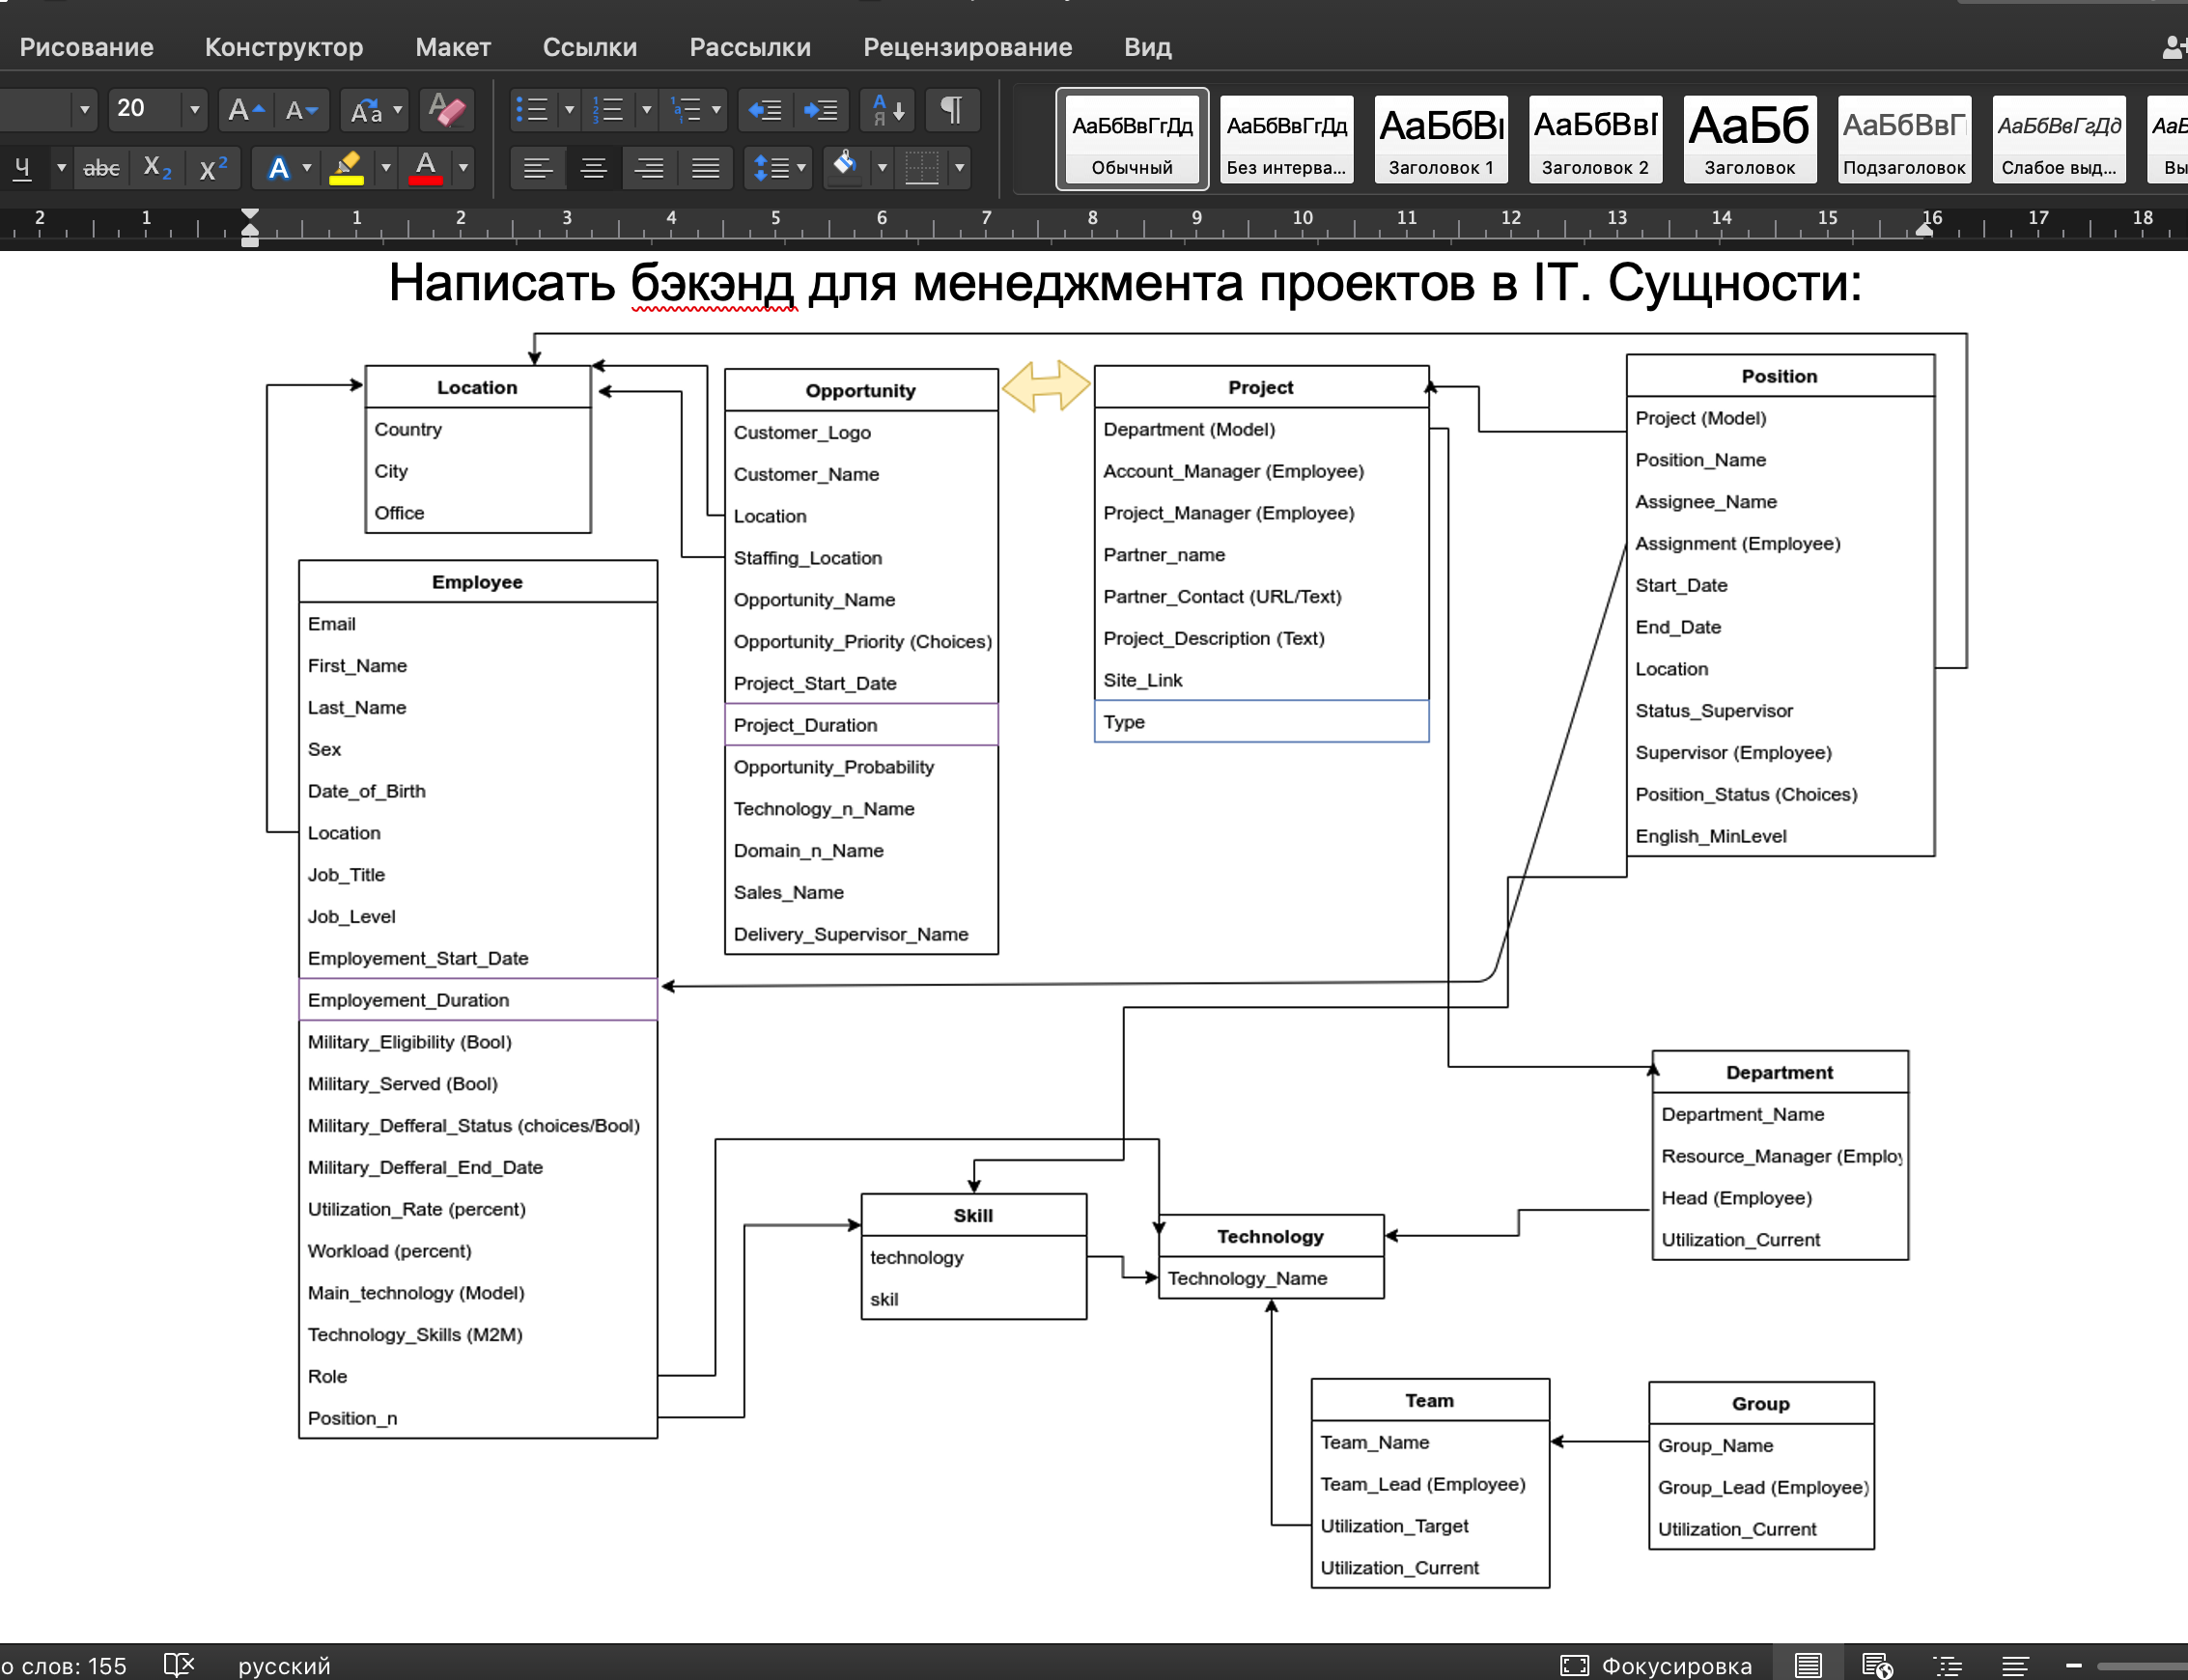 Рисование Конструктор Макет Ссылки Рассылки Рецензирование Вид
20
АаБбВвГгДд АаБбВвГгДд АаБбВ АаБбВвГ АаБб АаБбВвГ АаБбВвГгДд
Обычный Без интерва... Заголовок 1 Заголовок 2 Заголовок Подзаголовок Слабое выд...
2 1 1 2 3 4 5 6 7 8 9 10 11 12 13 14 15 16 17 18
Написать бэкэнд для менеджмента проектов в IT. Сущности:
Location
Country
City
Office
Employee
Email
First_Name
Last_Name
Sex
Date_of_Birth
Location
Job_Title
Job_Level
Employement_Start_Date
Employement_Duration
Military_Eligibility (Bool)
Military_Served (Bool)
Military_Defferal_Status (choices/Bool)
Military_Defferal_End_Date
Utilization_Rate (percent)
Workload (percent)
Main_technology (Model)
Technology_Skills (M2M)
Role
Position_n
Opportunity
Customer_Logo
Customer_Name
Location
Staffing_Location
Opportunity_Name
Opportunity_Priority (Choices)
Project_Start_Date
Project_Duration
Opportunity_Probability
Technology_n_Name
Domain_n_Name
Sales_Name
Delivery_Supervisor_Name
Project
Department (Model)
Account_Manager (Employee)
Project_Manager (Employee)
Partner_name
Partner_Contact (URL/Text)
Project_Description (Text)
Site_Link
Type
Position
Project (Model)
Position_Name
Assignee_Name
Assignment (Employee)
Start_Date
End_Date
Location
Status_Supervisor
Supervisor (Employee)
Position_Status (Choices)
English_MinLevel
Department
Department_Name
Resource_Manager (Employ
Head (Employee)
Utilization_Current
Skill
technology
skil
Technology
Technology_Name
Team
Team_Name
Team_Lead (Employee)
Utilization_Target
Utilization_Current
Group
Group_Name
Group_Lead (Employee)
Utilization_Current
о слов: 155 русский Фокусировка